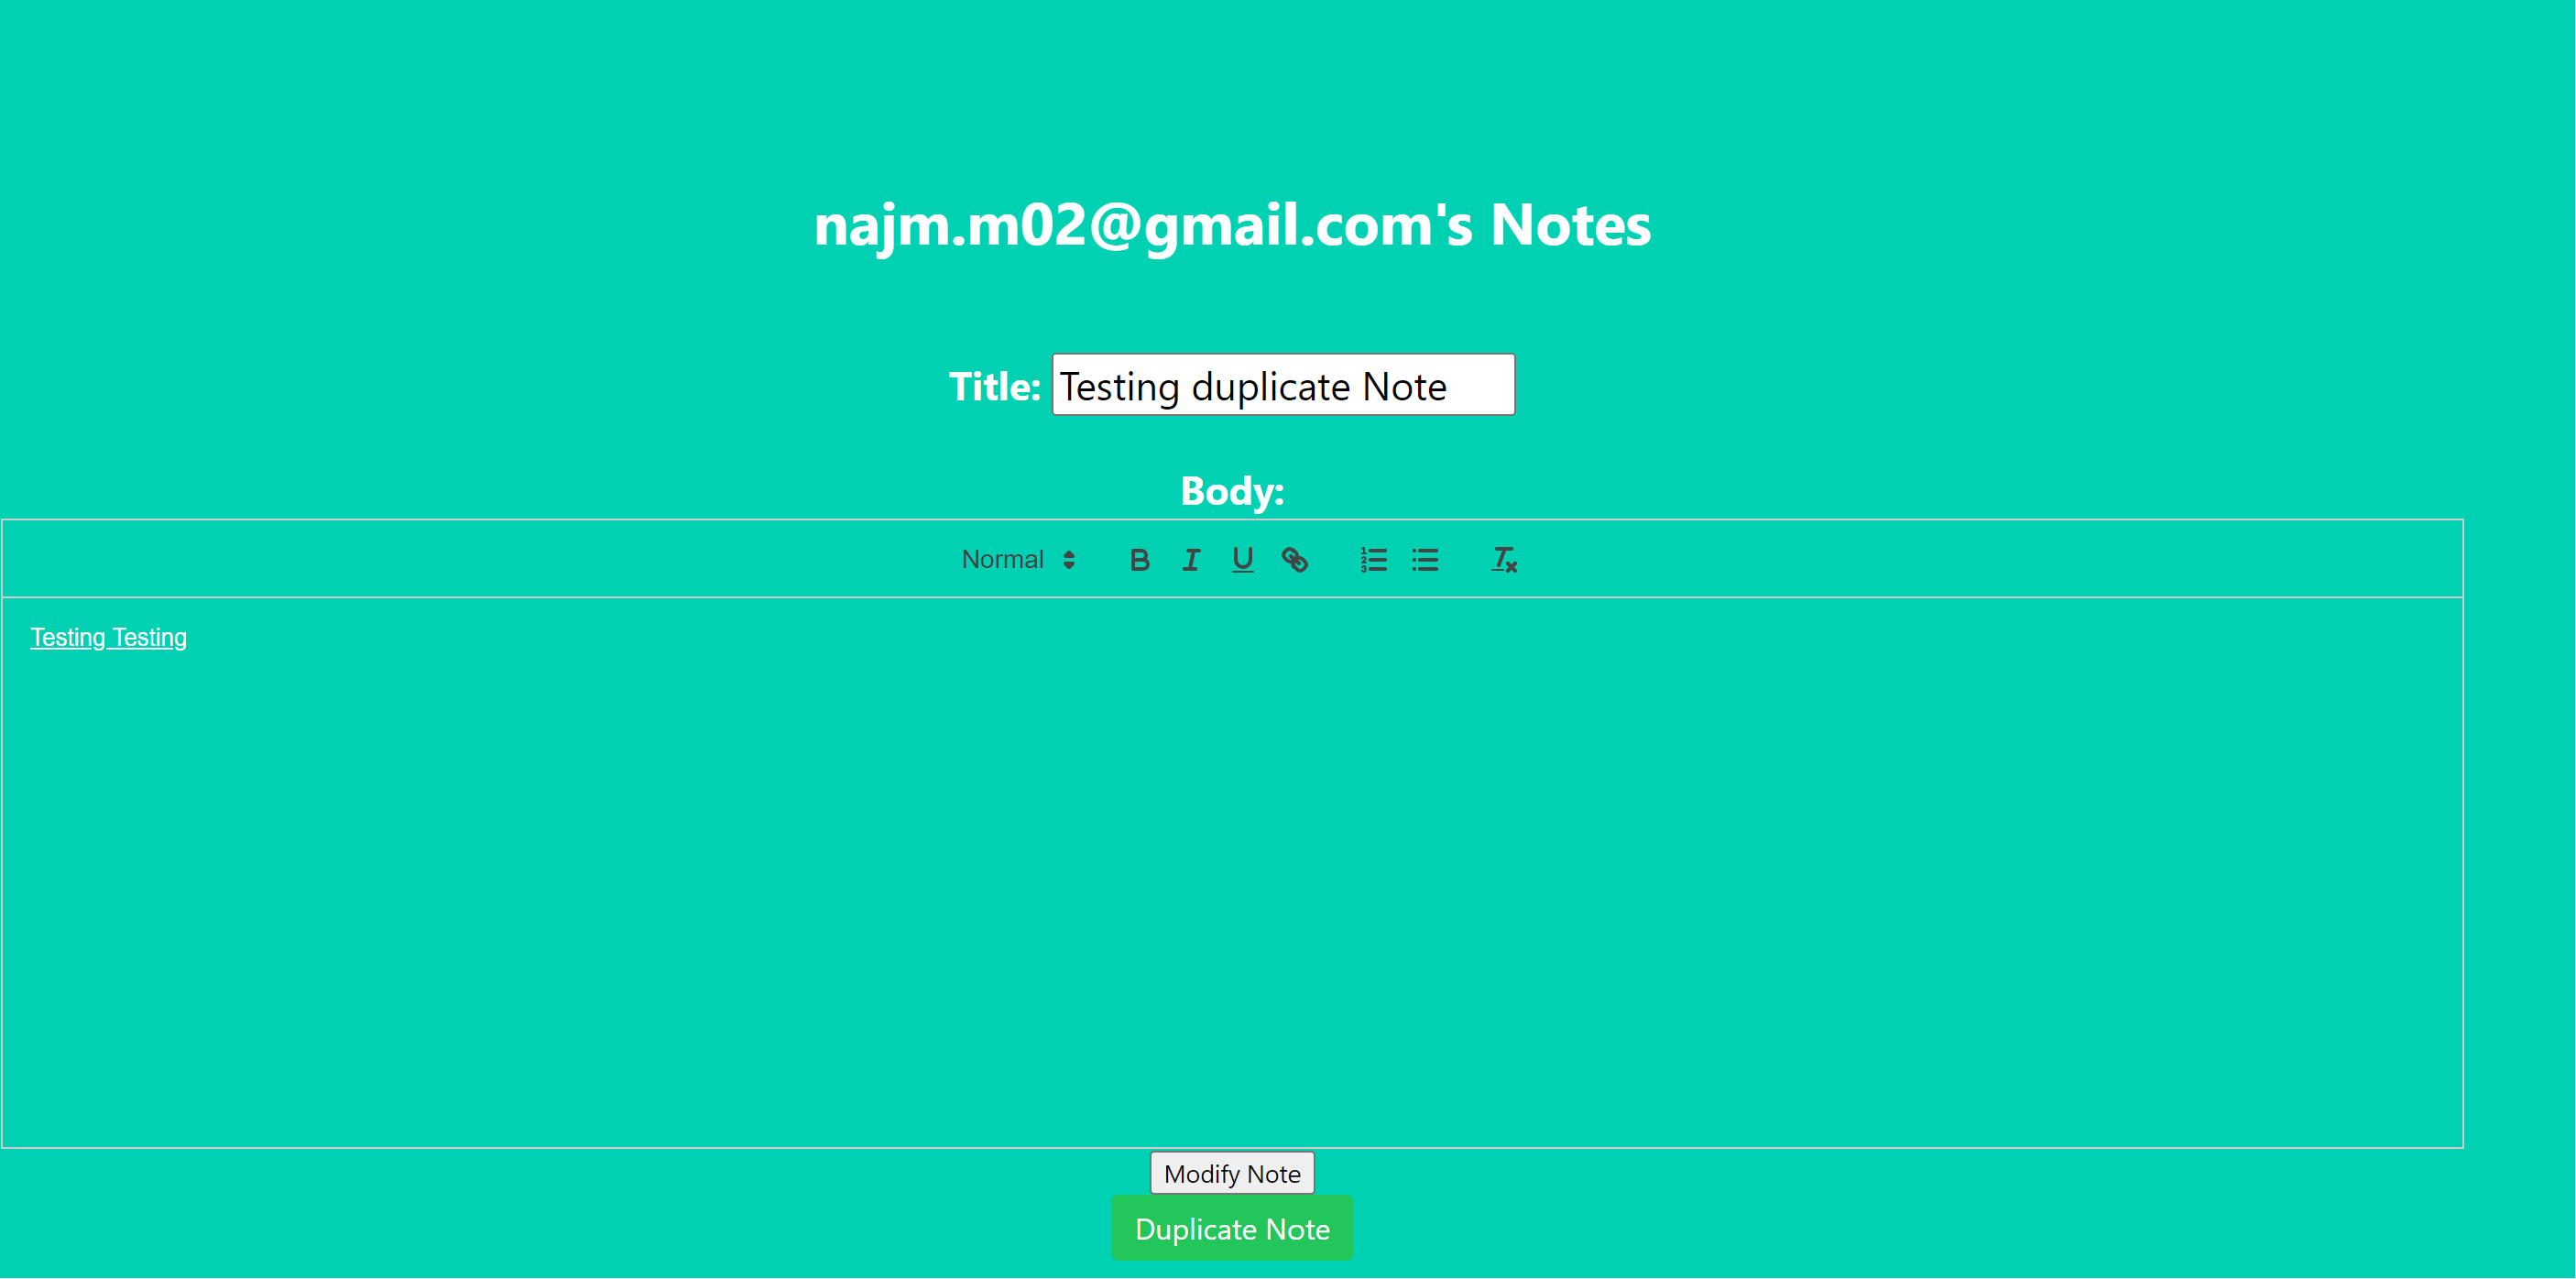 najm.m02@gmail.com's Notes
Title: Testing duplicate Note
Body:
Normal
Testing Testing
Modify Note
Duplicate Note